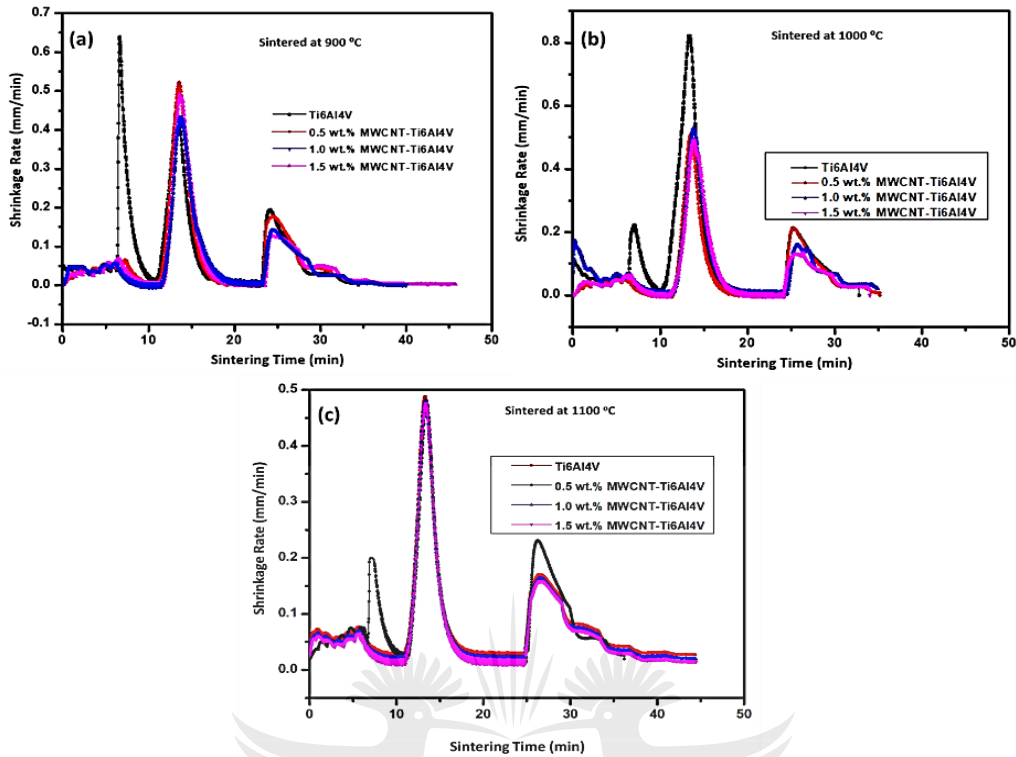 (a)
Sintered at 900 ⁰C
Shrinkage Rate (mm/min)
0.7
0.6
0.5
0.4
0.3
0.2
0.1
0.0
-0.1
Ti6Al4V
0.5 wt.% MWCNT-Ti6Al4V
1.0 wt.% MWCNT-Ti6Al4V
1.5 wt.% MWCNT-Ti6Al4V
0 10 20 30 40 50
Sintering Time (min)
(b)
Sintered at 1000 ⁰C
Shrinkage Rate (mm/min)
0.8
0.6
0.4
0.2
0.0
Ti6Al4V
0.5 wt.% MWCNT-Ti6Al4V
1.0 wt.% MWCNT-Ti6Al4V
1.5 wt.% MWCNT-Ti6Al4V
0 10 20 30 40 50
Sintering Time (min)
(c)
Sintered at 1100 ⁰C
Shrinkage Rate (mm/min)
0.5
0.4
0.3
0.2
0.1
0.0
Ti6Al4V
0.5 wt.% MWCNT-Ti6Al4V
1.0 wt.% MWCNT-Ti6Al4V
1.5 wt.% MWCNT-Ti6Al4V
0 10 20 30 40 50
Sintering Time (min)